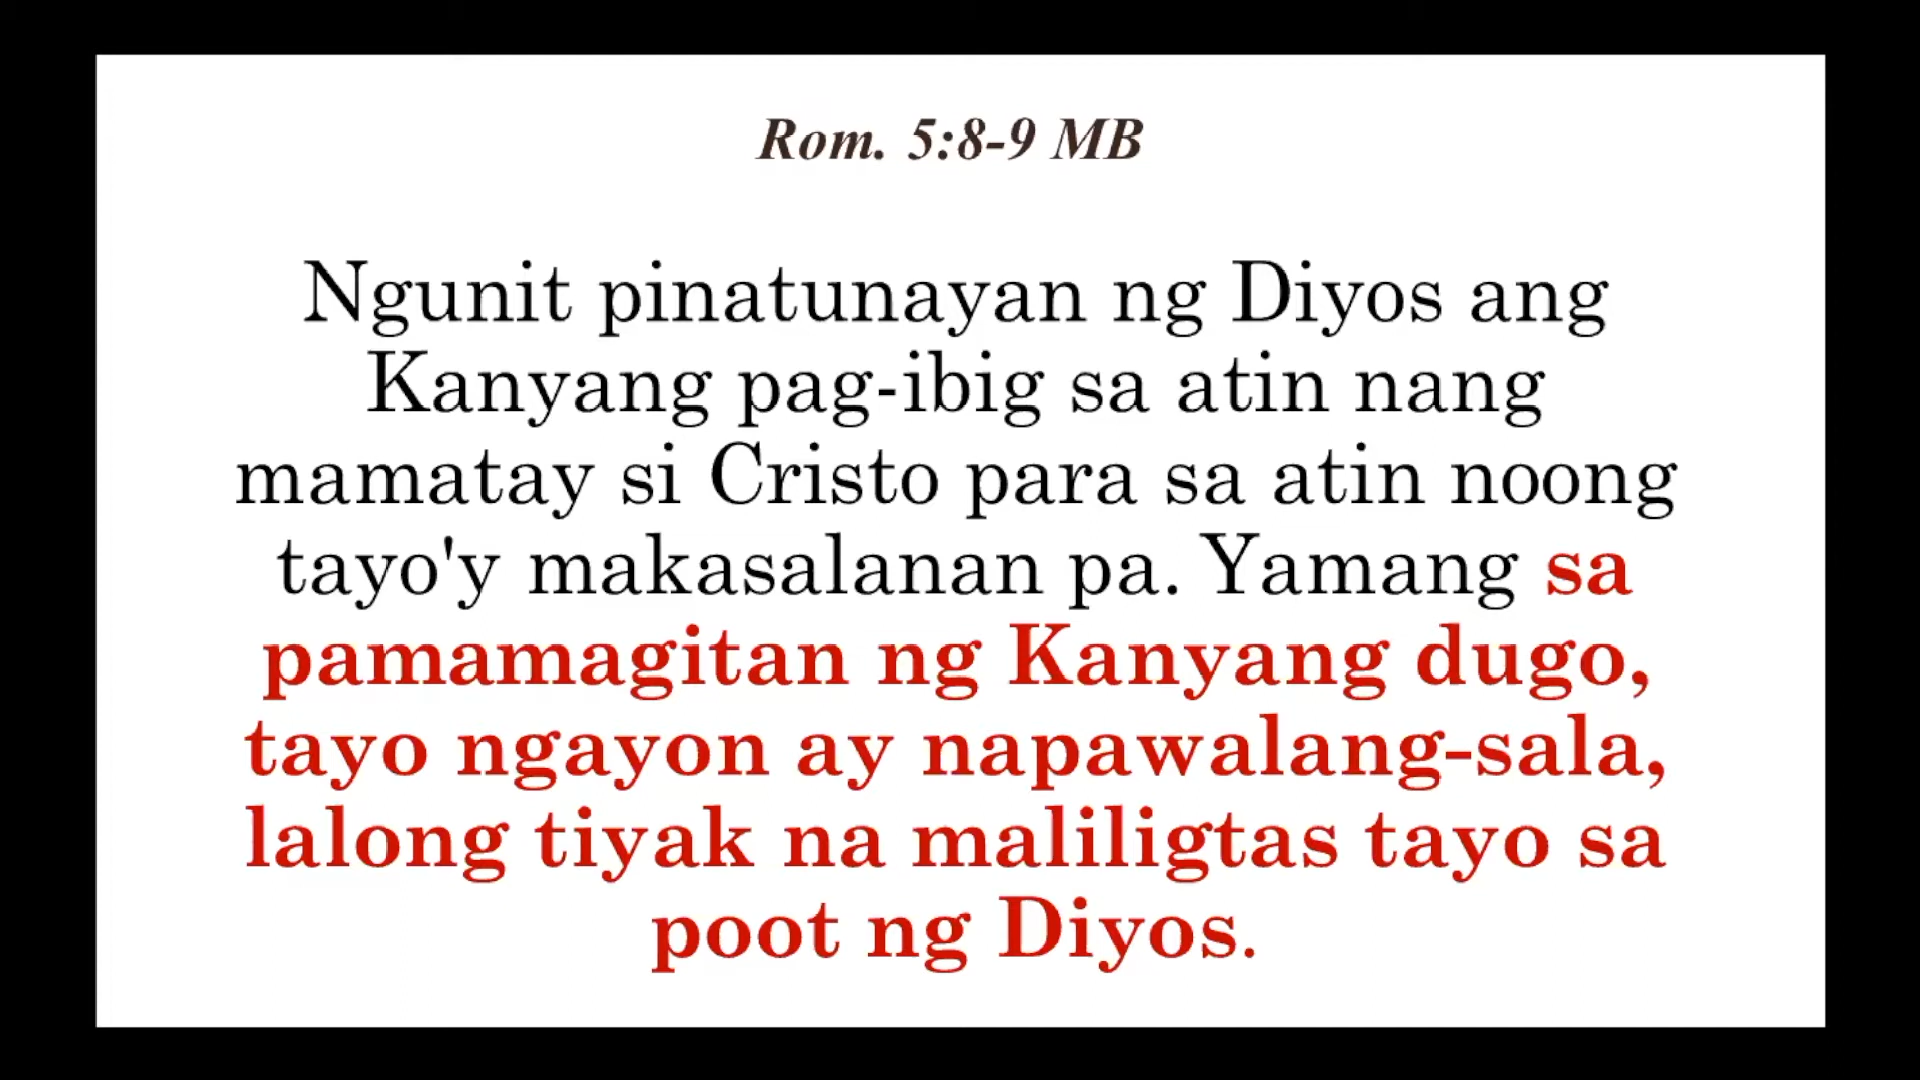 Rom. 5:8-9 MB
Ngunit pinatunayan ng Diyos ang
Kanyang pag-ibig sa atin nang
mamatay si Cristo para sa atin noong
tayo'y makasalanan pa. Yamang sa
pamamagitan ng Kanyang dugo,
tayo ngayon ay napawalang-sala,
lalong tiyak na maliligtas tayo sa
poot ng Diyos.